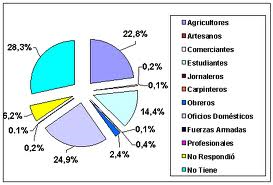 28,3%
22,8%
0,2%
0,1%
14,4%
0,1%
0,4%
2,4%
24,9%
0,2%
0.1%
6,2%
Agricultores
Artesanos
Comerciantes
Estudiantes
Jornaleros
Carpinteros
Obreros
Oficios Domésticos
Fuerzas Armadas
Profesionales
No Respondió
No Tiene